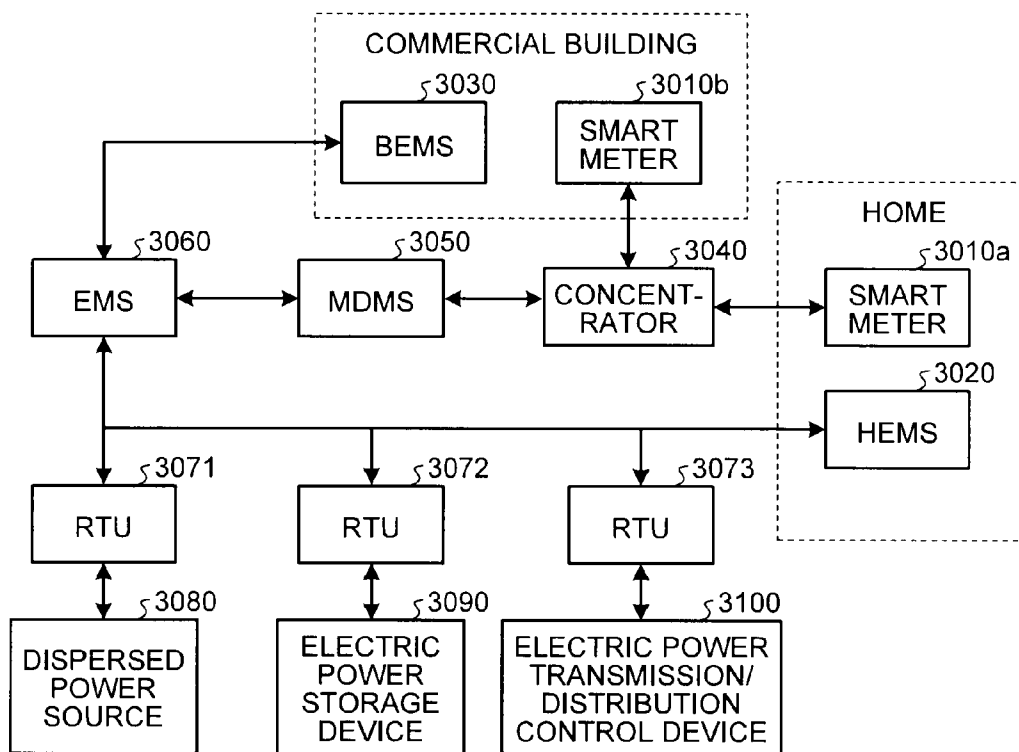 COMMERCIAL BUILDING
3030
3010b
BEMS
SMART
METER
HOME
3060
3050
3040
3010a
EMS
MDMS
CONCENT-
RATOR
SMART
METER
3020
HEMS
3071
3072
3073
RTU
RTU
RTU
3080
3090
3100
DISPERSED
POWER
SOURCE
ELECTRIC
POWER
STORAGE
DEVICE
ELECTRIC POWER
TRANSMISSION/
DISTRIBUTION
CONTROL DEVICE